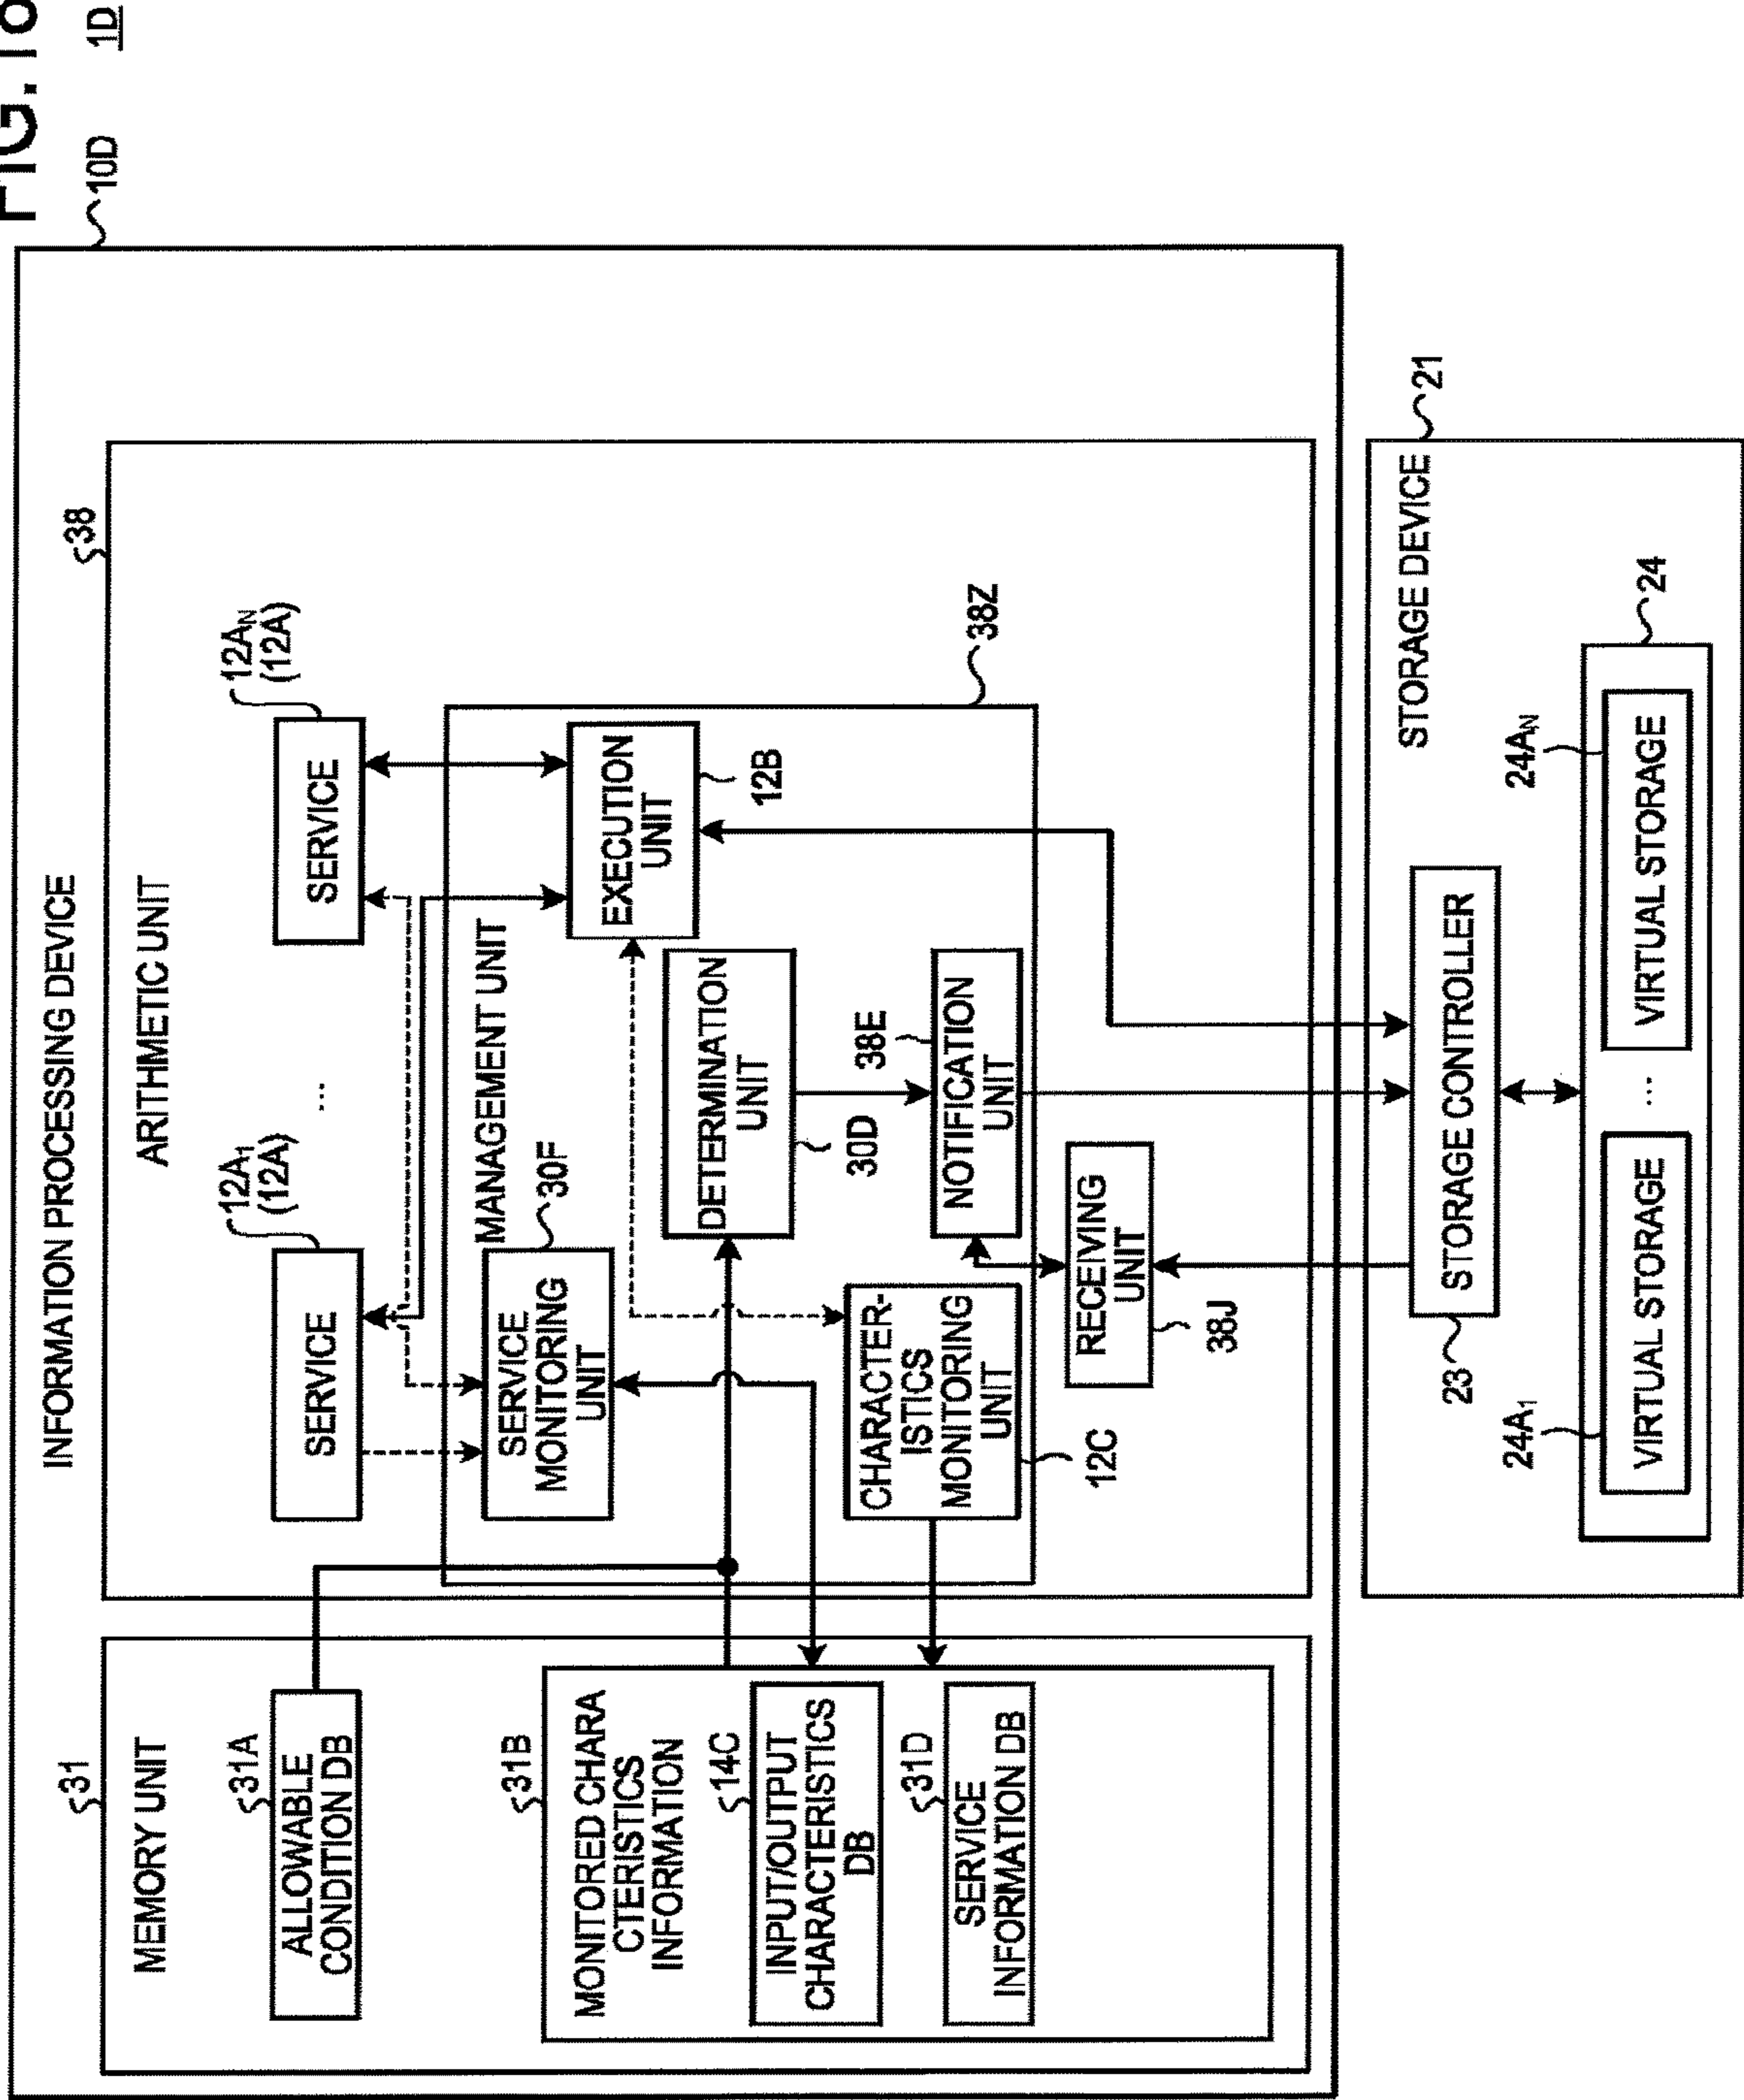 FIG. 18
1D
10D
INFORMATION PROCESSING DEVICE
31
MEMORY UNIT
31A
ALLOWABLE
CONDITION DB
31B
MONITORED CHARA
CTERISTICS
INFORMATION
14C
INPUT/OUTPUT
CHARACTERISTICS
DB
31D
SERVICE
INFORMATION DB
38
ARITHMETIC UNIT
12A1
(12A)
SERVICE
...
12AN
(12A)
SERVICE
38Z
MANAGEMENT UNIT
30F
SERVICE
MONITORING
UNIT
EXECUTION
UNIT
12B
DETERMINATION
UNIT
30D
CHARACTER-
ISTICS
MONITORING
UNIT
12C
38E
NOTIFICATION
UNIT
RECEIVING
UNIT
38J
21
STORAGE DEVICE
STORAGE CONTROLLER
23
24
24A1
VIRTUAL STORAGE
...
24AN
VIRTUAL STORAGE